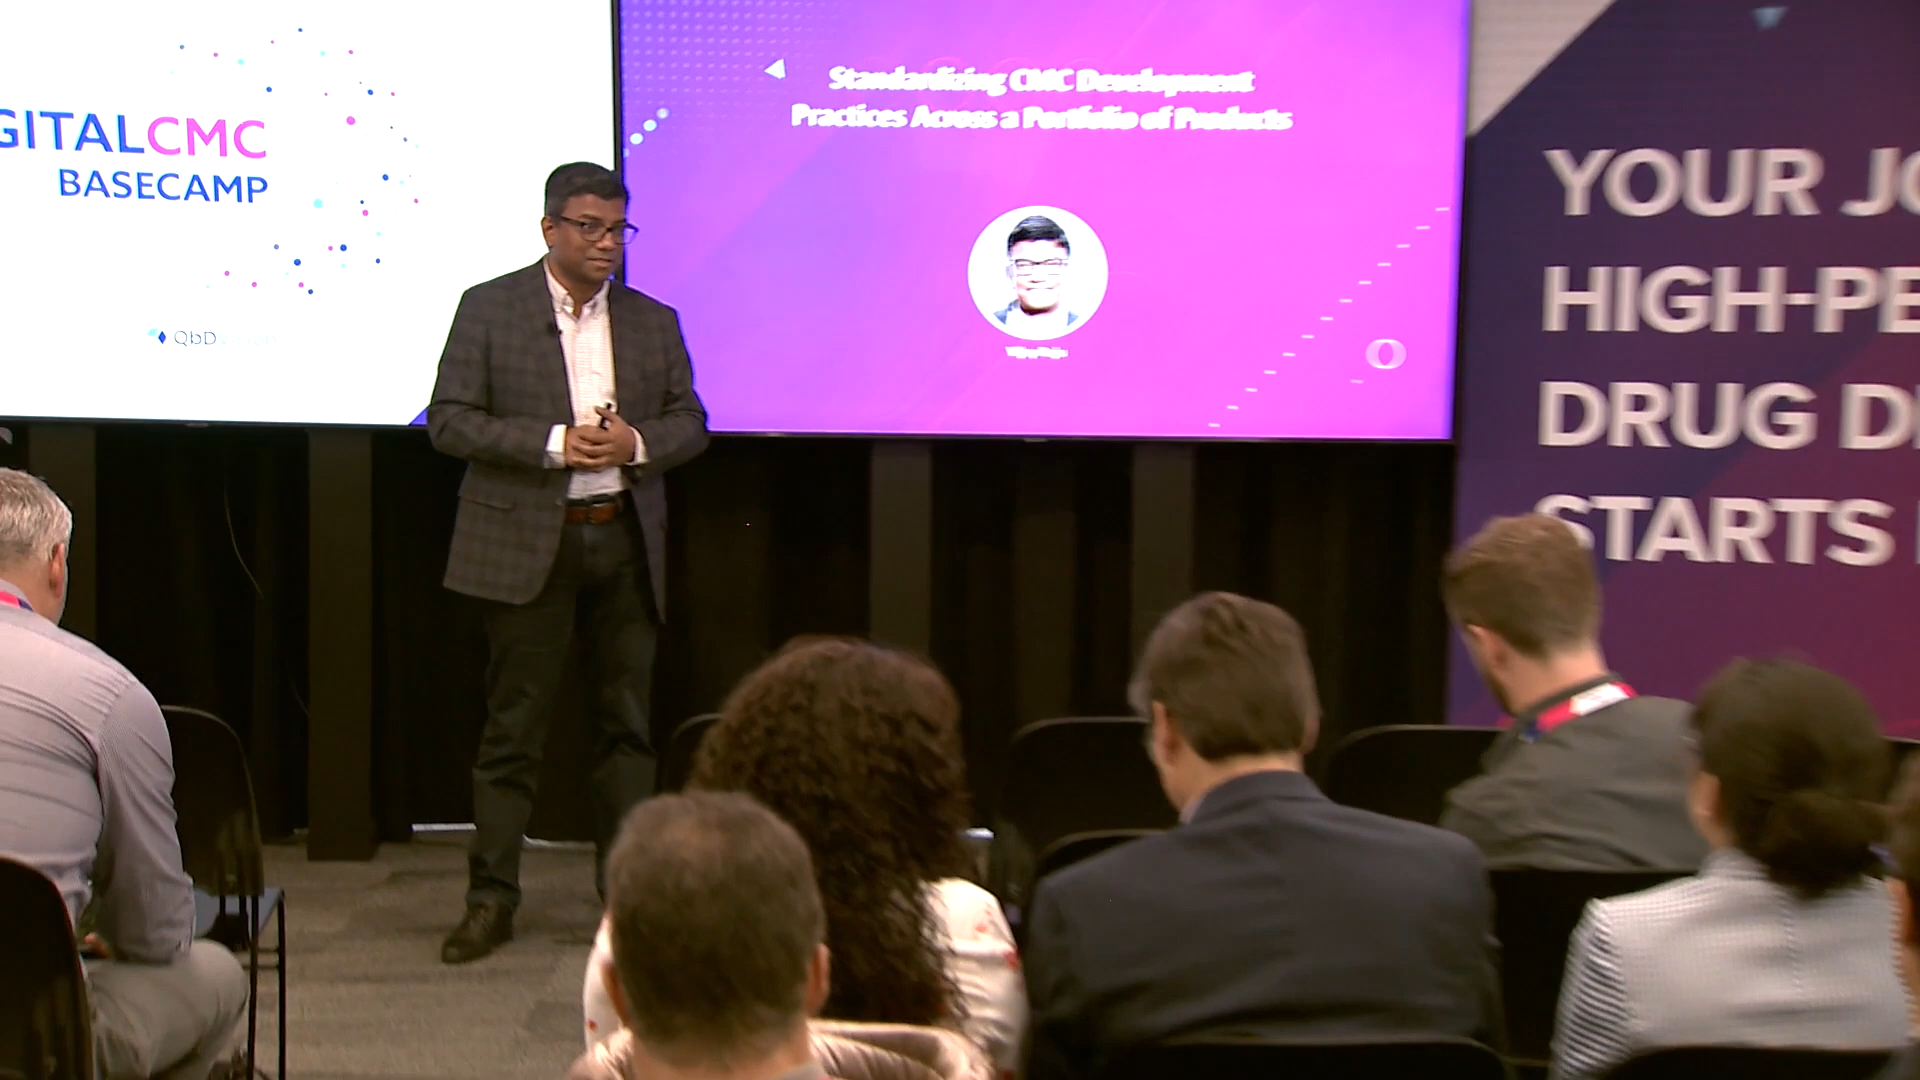 GITALCMC
BASECAMP
QbD
Standardizing CMC Development
Practices Across a Portfolio of Products
YOUR JO
HIGH-PE
DRUG D
STARTS